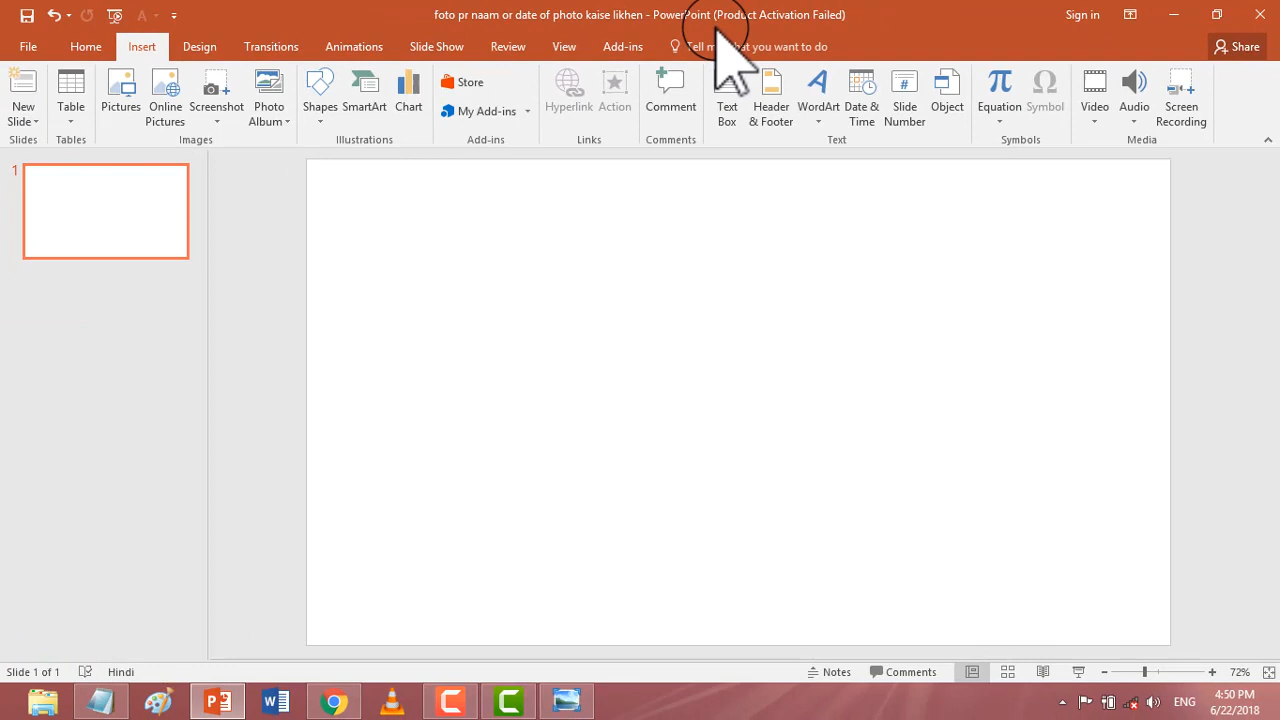 foto pr naam or date of photo kaise likhen - PowerPoint (Product Activation Failed)
Sign in
File Home Insert Design Transitions Animations Slide Show Review View Add-ins Tell me what you want to do Share
New Slide
Table
Pictures
Online Pictures
Screenshot
Photo Album
Shapes
SmartArt
Chart
Store
My Add-ins
Hyperlink
Action
Comment
Text Box
Header & Footer
WordArt
Date & Time
Slide Number
Object
Equation
Symbol
Video
Audio
Screen Recording
Slides Tables Images Illustrations Add-ins Links Comments Text Symbols Media
1
Slide 1 of 1 Hindi Notes Comments 72%
ENG
4:50 PM
6/22/2018